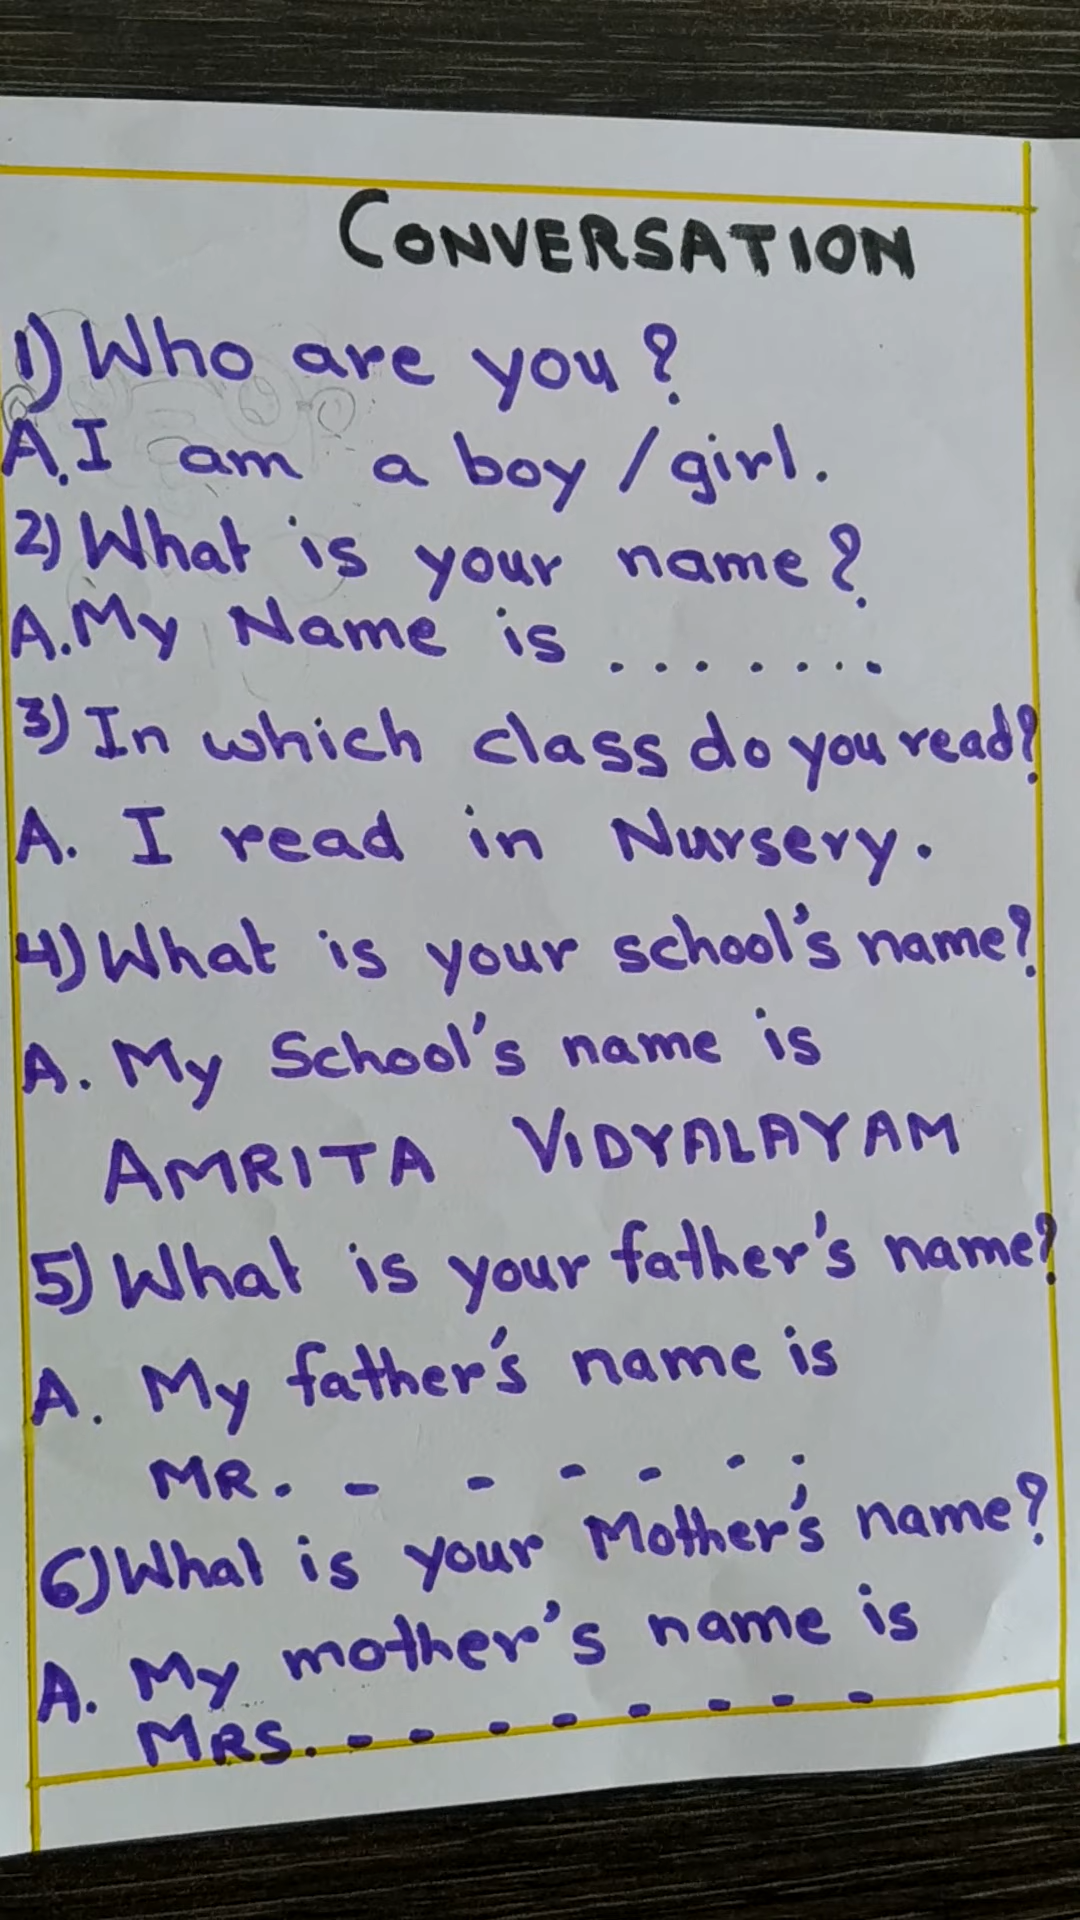 CONVERSATION
1) Who are you?
A. I am a boy / girl.
2) What is your name?
A. My Name is .......
3) In which class do you read?
A. I read in Nursery.
4) What is your school's name?
A. My School's name is
AMRITA VIDYALAYAM
5) What is your father's name?
A. My father's name is
MR. - - - - - .
6) What is your Mother's name?
A. My mother's name is
MRS. - - - - - - - -